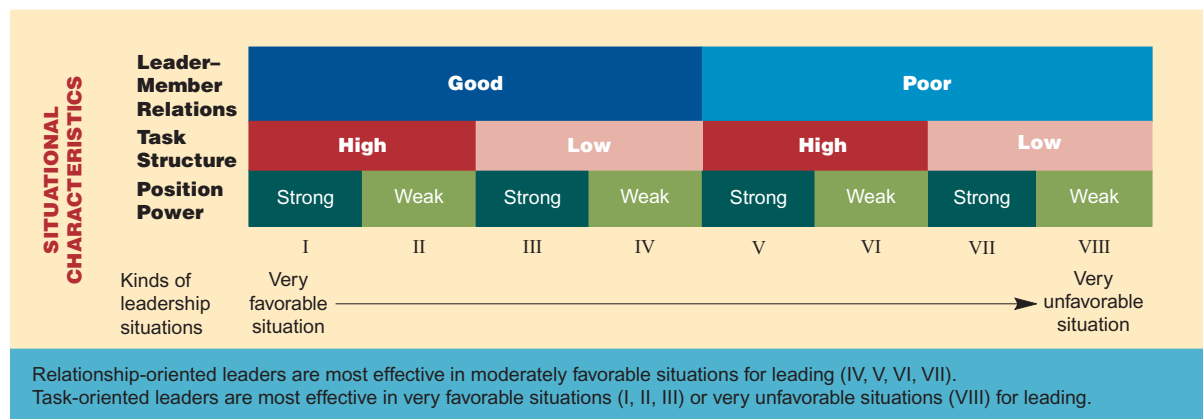 SITUATIONAL
CHARACTERISTICS
Leader–
Member
Relations
Good
Poor
Task
Structure
High
Low
High
Low
Position
Power
Strong
Weak
Strong
Weak
Strong
Weak
Strong
Weak
I
II
III
IV
V
VI
VII
VIII
Kinds of
leadership
situations
Very
favorable
situation
Very
unfavorable
situation
Relationship-oriented leaders are most effective in moderately favorable situations for leading (IV, V, VI, VII).
Task-oriented leaders are most effective in very favorable situations (I, II, III) or very unfavorable situations (VIII) for leading.